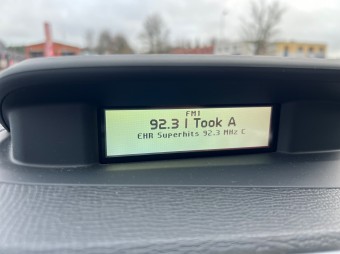 FM1
92.3 | Took A
EHR Superhits 92.3 MHz C